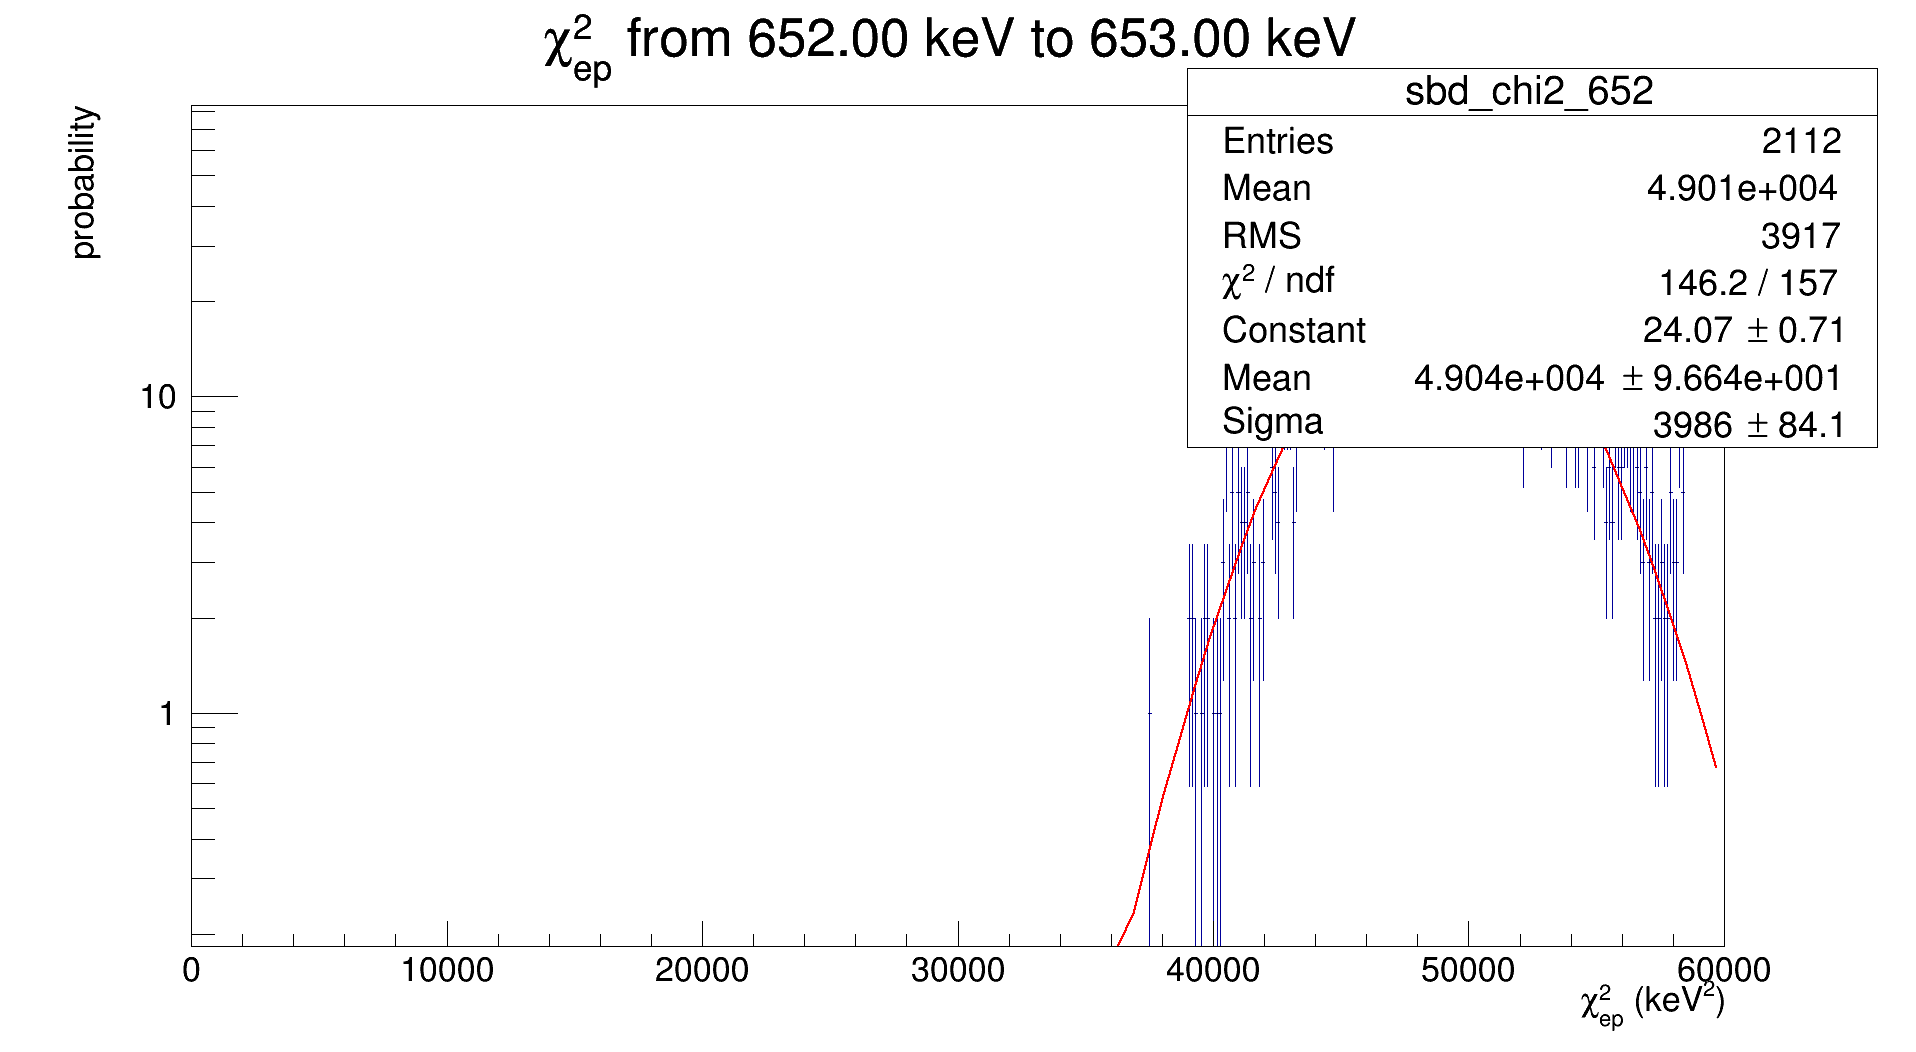 χ²ep from 652.00 keV to 653.00 keV
probability
sbd_chi2_652
Entries 2112
Mean 4.901e+004
RMS 3917
χ² / ndf 146.2 / 157
Constant 24.07 ± 0.71
Mean 4.904e+004 ± 9.664e+001
Sigma 3986 ± 84.1
10
1
0 10000 20000 30000 40000 50000 60000
χ²ep (keV²)